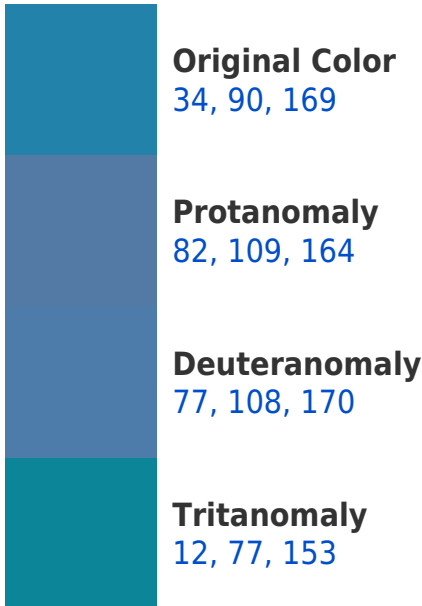 Original Color
34, 90, 169
Protanomaly
82, 109, 164
Deuteranomaly
77, 108, 170
Tritanomaly
12, 77, 153